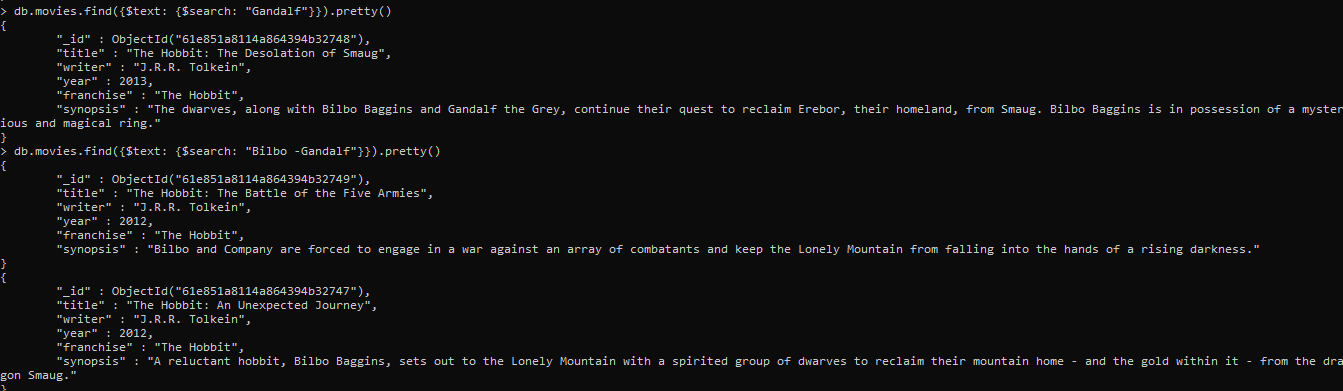 > db.movies.find({$text: {$search: "Gandalf"}}).pretty()
{
        "_id" : ObjectId("61e851a8114a864394b32748"),
        "title" : "The Hobbit: The Desolation of Smaug",
        "writer" : "J.R.R. Tolkein",
        "year" : 2013,
        "franchise" : "The Hobbit",
        "synopsis" : "The dwarves, along with Bilbo Baggins and Gandalf the Grey, continue their quest to reclaim Erebor, their homeland, from Smaug. Bilbo Baggins is in possession of a myster
ious and magical ring."
}
> db.movies.find({$text: {$search: "Bilbo -Gandalf"}}).pretty()
{
        "_id" : ObjectId("61e851a8114a864394b32749"),
        "title" : "The Hobbit: The Battle of the Five Armies",
        "writer" : "J.R.R. Tolkein",
        "year" : 2012,
        "franchise" : "The Hobbit",
        "synopsis" : "Bilbo and Company are forced to engage in a war against an array of combatants and keep the Lonely Mountain from falling into the hands of a rising darkness."
}
{
        "_id" : ObjectId("61e851a8114a864394b32747"),
        "title" : "The Hobbit: An Unexpected Journey",
        "writer" : "J.R.R. Tolkein",
        "year" : 2012,
        "franchise" : "The Hobbit",
        "synopsis" : "A reluctant hobbit, Bilbo Baggins, sets out to the Lonely Mountain with a spirited group of dwarves to reclaim their mountain home - and the gold within it - from the dra
gon Smaug."
}